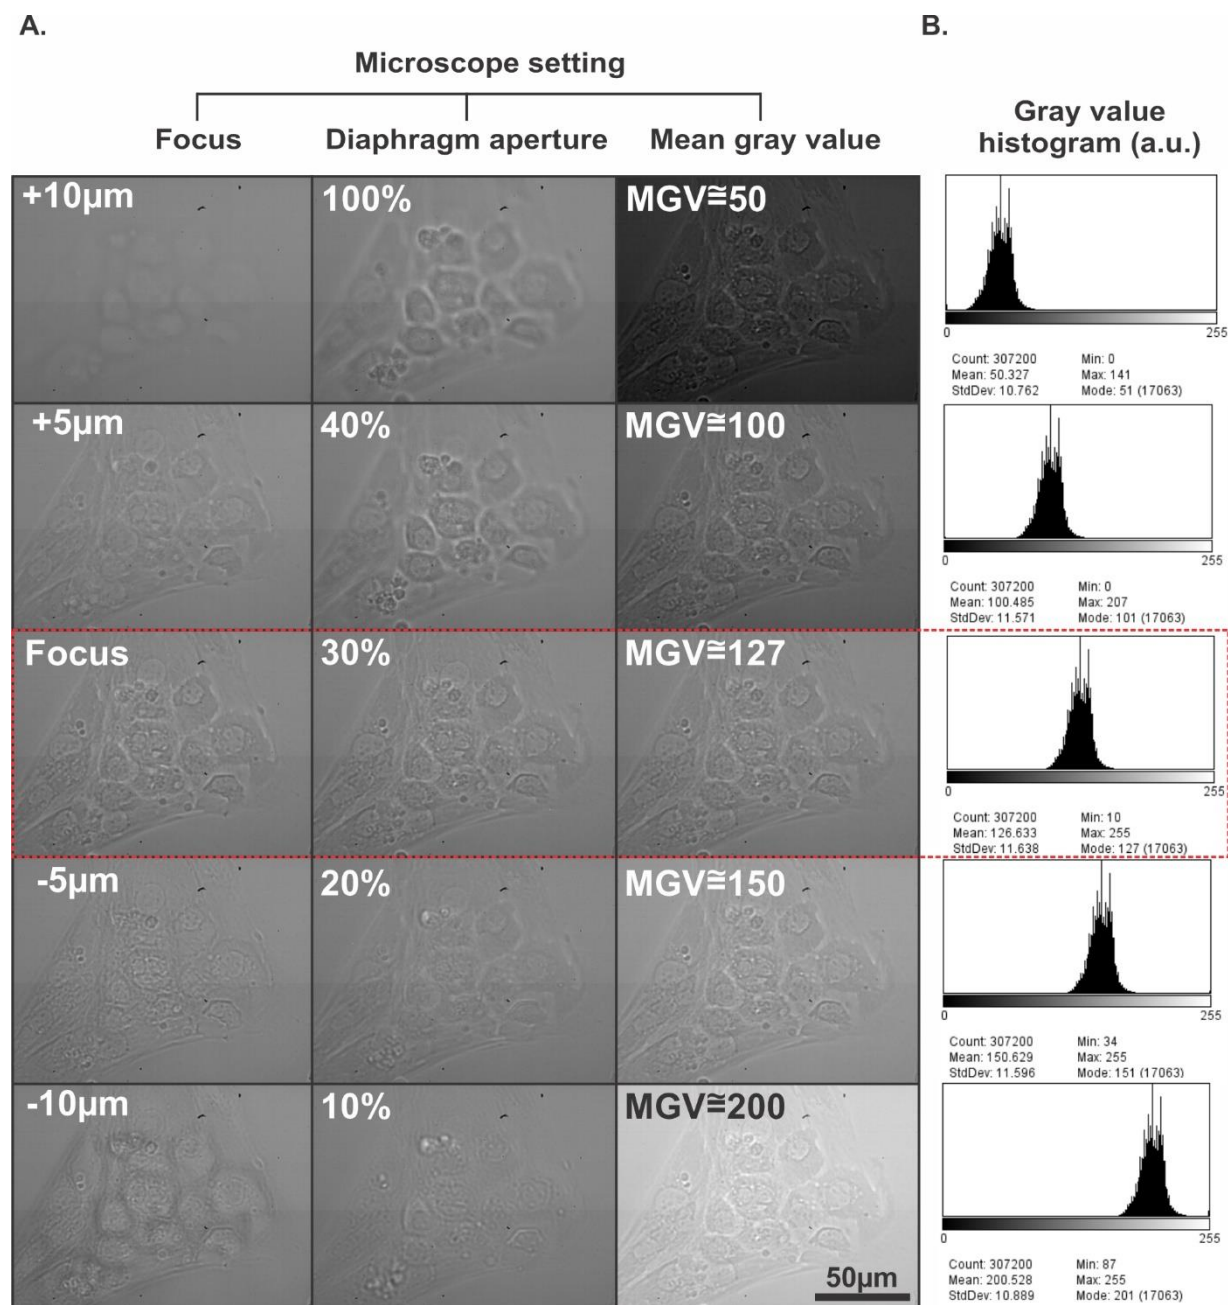 A.
B.
Microscope setting
Focus
Diaphragm aperture
Mean gray value
Gray value
histogram (a.u.)
+10µm
100%
MGV≅50
0
255
Count: 307200
Min: 0
Mean: 50.327
Max: 141
StdDev: 10.762
Mode: 51 (17063)
+5µm
40%
MGV≅100
0
255
Count: 307200
Min: 0
Mean: 100.485
Max: 207
StdDev: 11.571
Mode: 101 (17063)
Focus
30%
MGV≅127
0
255
Count: 307200
Min: 10
Mean: 126.633
Max: 255
StdDev: 11.638
Mode: 127 (17063)
-5µm
20%
MGV≅150
0
255
Count: 307200
Min: 34
Mean: 150.629
Max: 255
StdDev: 11.596
Mode: 151 (17063)
-10µm
10%
MGV≅200
50µm
0
255
Count: 307200
Min: 87
Mean: 200.528
Max: 255
StdDev: 10.889
Mode: 201 (17063)